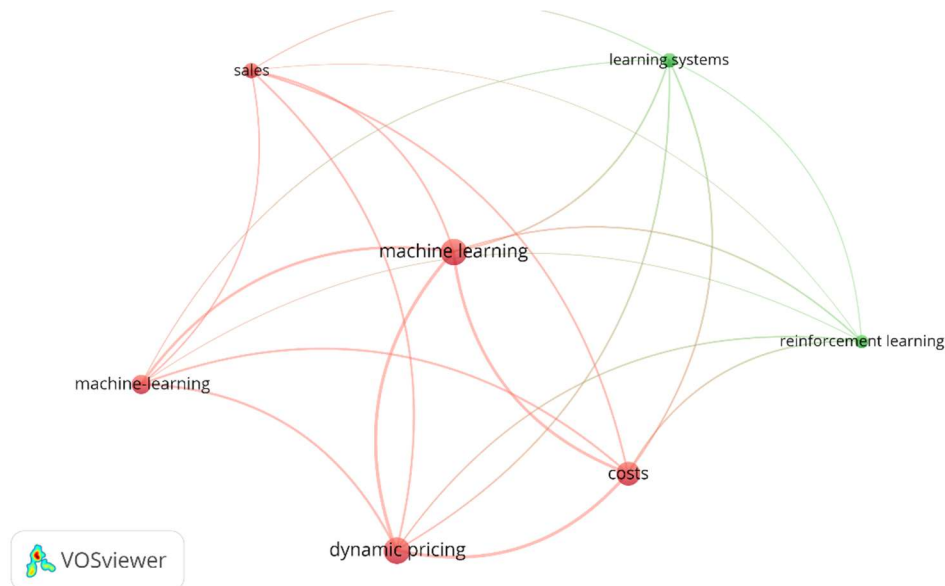 sales
learning systems
machine learning
reinforcement learning
machine-learning
costs
dynamic pricing
VOSviewer